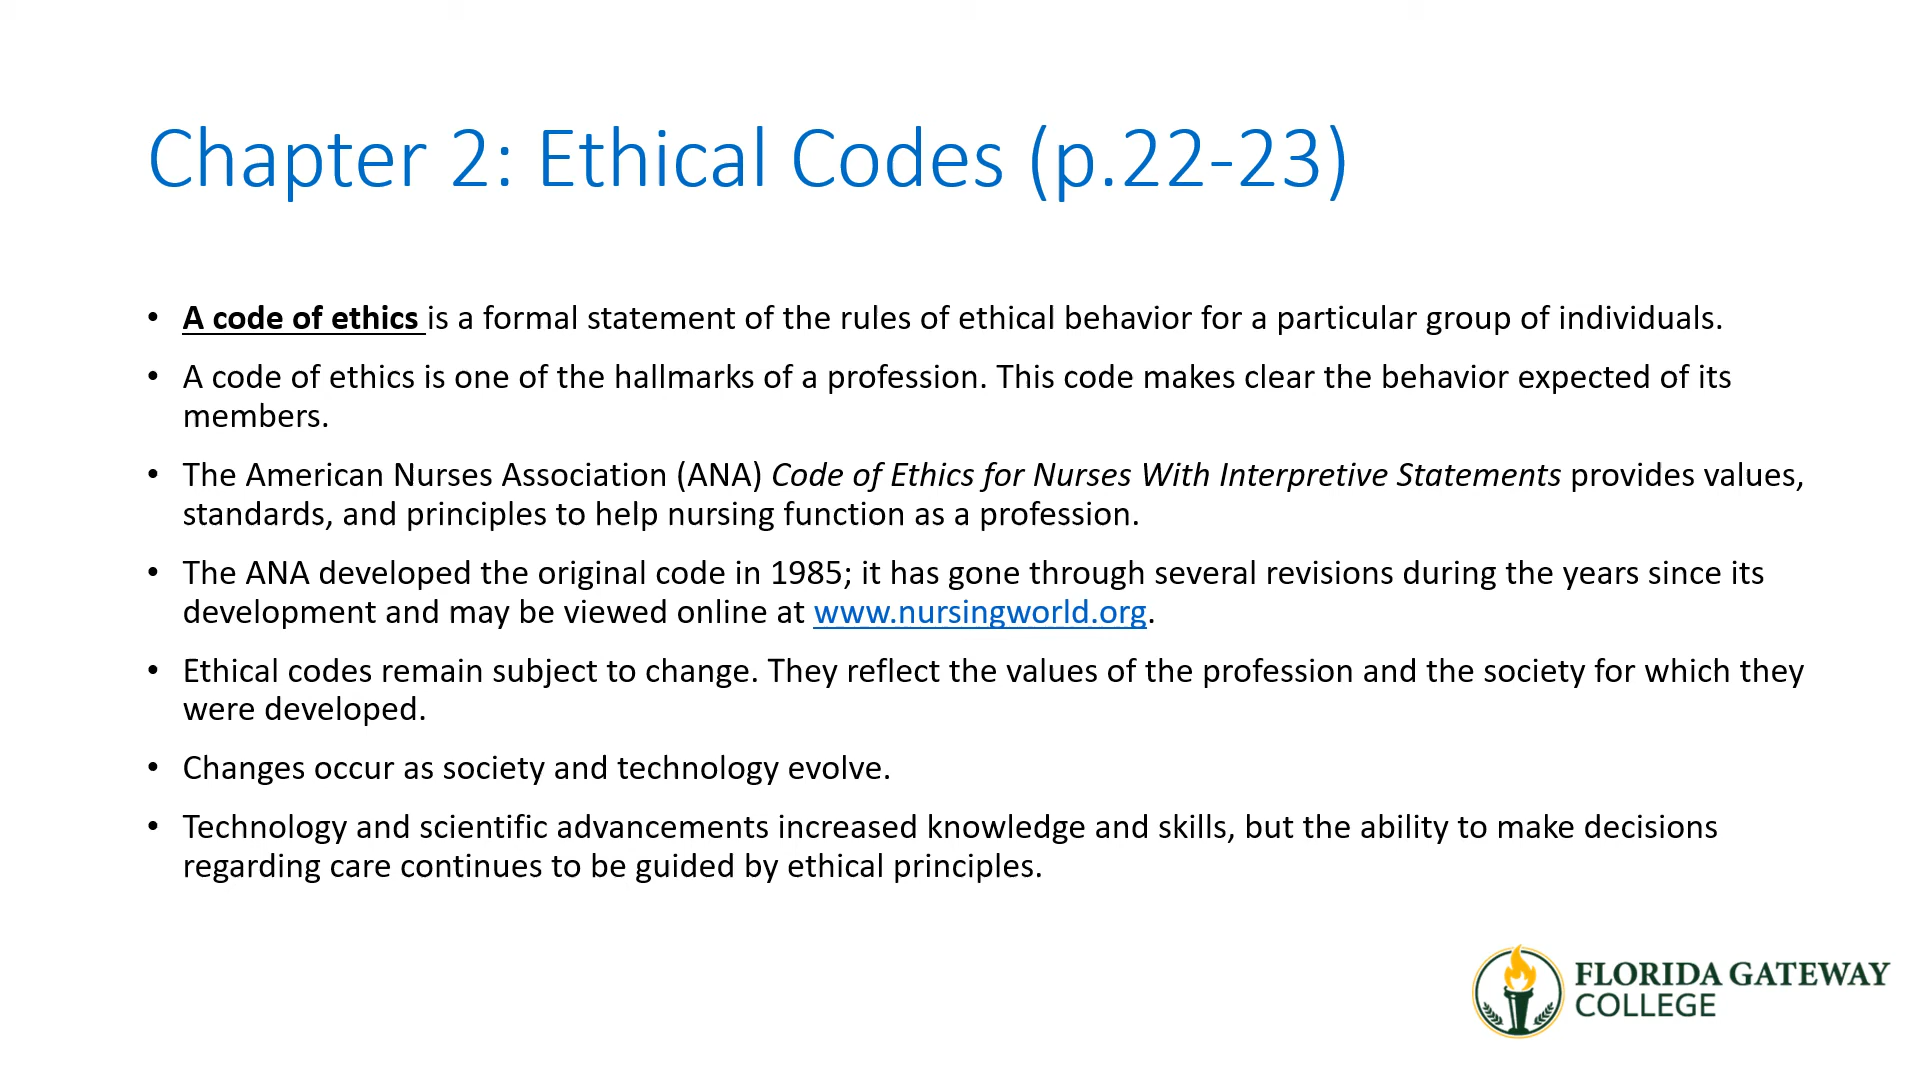 Chapter 2: Ethical Codes (p.22-23)
• A code of ethics is a formal statement of the rules of ethical behavior for a particular group of individuals.
• A code of ethics is one of the hallmarks of a profession. This code makes clear the behavior expected of its
members.
• The American Nurses Association (ANA) Code of Ethics for Nurses With Interpretive Statements provides values,
standards, and principles to help nursing function as a profession.
• The ANA developed the original code in 1985; it has gone through several revisions during the years since its
development and may be viewed online at www.nursingworld.org.
• Ethical codes remain subject to change. They reflect the values of the profession and the society for which they
were developed.
• Changes occur as society and technology evolve.
• Technology and scientific advancements increased knowledge and skills, but the ability to make decisions
regarding care continues to be guided by ethical principles.
FLORIDA GATEWAY
COLLEGE